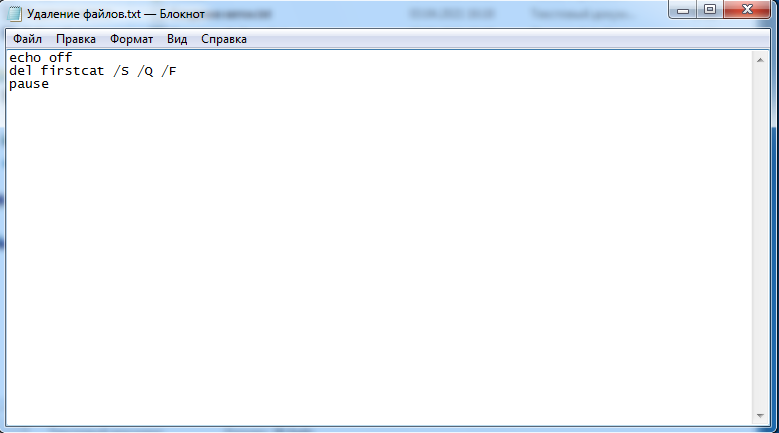 Удаление файлов.txt — Блокнот
Файл Правка Формат Вид Справка
echo off
del firstcat /S /Q /F
pause